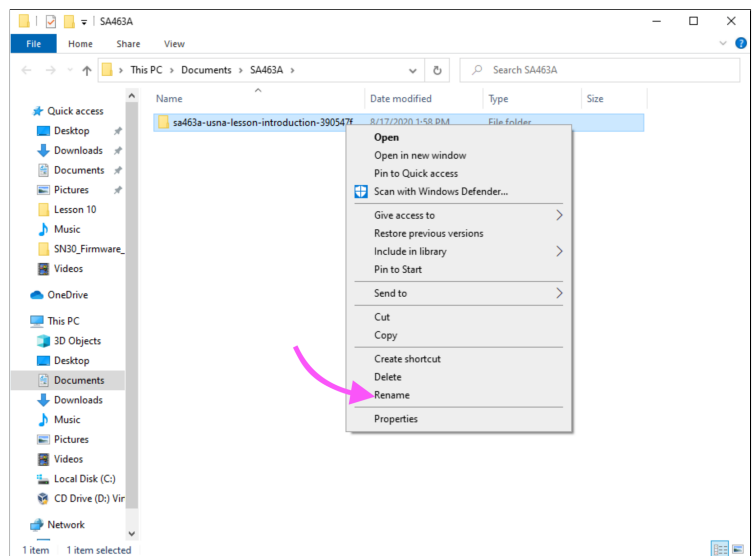 SA463A
File Home Share View
This PC > Documents > SA463A >
Search SA463A
Name Date modified Type Size
sa463a-usna-lesson-introduction-390547f 8/17/2020 1:58 PM File folder
Quick access
Desktop
Downloads
Documents
Pictures
Lesson 10
Music
SN30_Firmware_
Videos
OneDrive
This PC
3D Objects
Desktop
Documents
Downloads
Music
Pictures
Videos
Local Disk (C:)
CD Drive (D:) Vir
Network
Open
Open in new window
Pin to Quick access
Scan with Windows Defender...
Give access to
Restore previous versions
Include in library
Pin to Start
Send to
Cut
Copy
Create shortcut
Delete
Rename
Properties
1 item 1 item selected